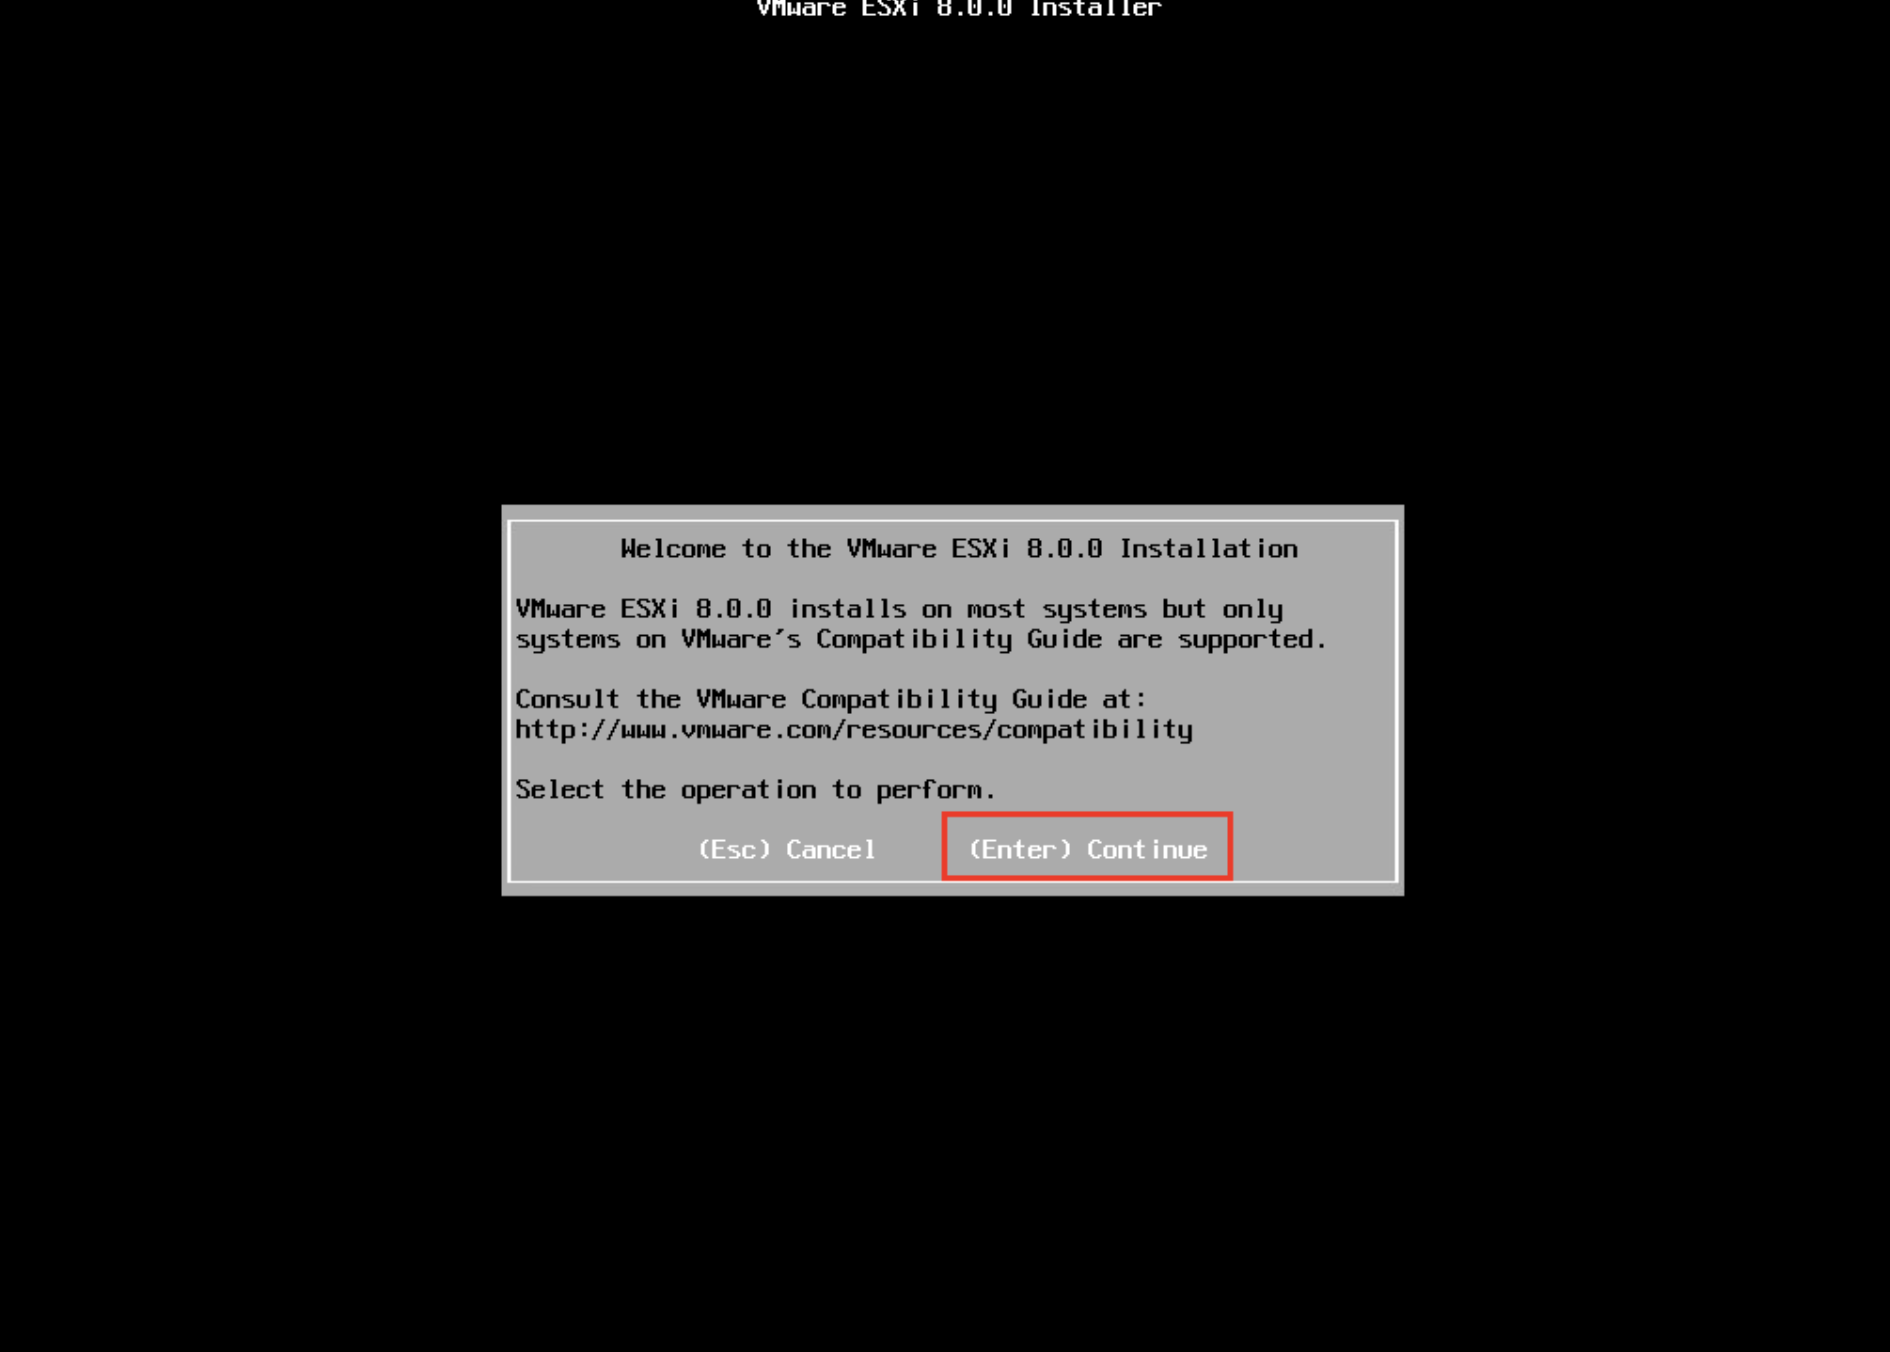 VMware ESXi 8.0.0 Installer
Welcome to the VMware ESXi 8.0.0 Installation
VMware ESXi 8.0.0 installs on most systems but only
systems on VMware's Compatibility Guide are supported.
Consult the VMware Compatibility Guide at:
http://www.vmware.com/resources/compatibility
Select the operation to perform.
(Esc) Cancel (Enter) Continue